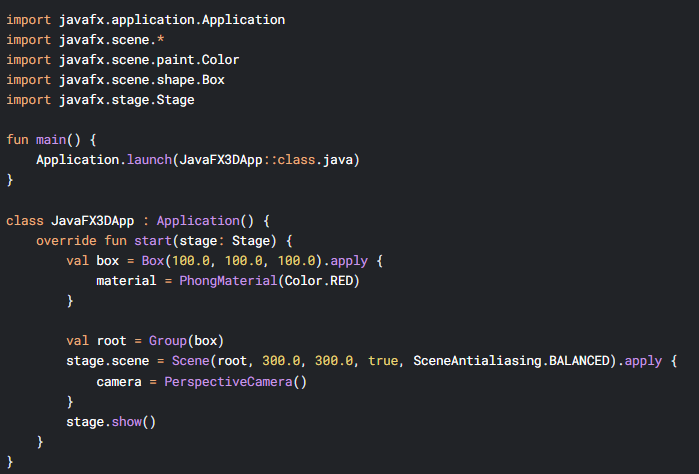 import javafx.application.Application
import javafx.scene.*
import javafx.scene.paint.Color
import javafx.scene.shape.Box
import javafx.stage.Stage

fun main() {
    Application.launch(JavaFX3DApp::class.java)
}

class JavaFX3DApp : Application() {
    override fun start(stage: Stage) {
        val box = Box(100.0, 100.0, 100.0).apply {
            material = PhongMaterial(Color.RED)
        }

        val root = Group(box)
        stage.scene = Scene(root, 300.0, 300.0, true, SceneAntialiasing.BALANCED).apply {
            camera = PerspectiveCamera()
        }
        stage.show()
    }
}